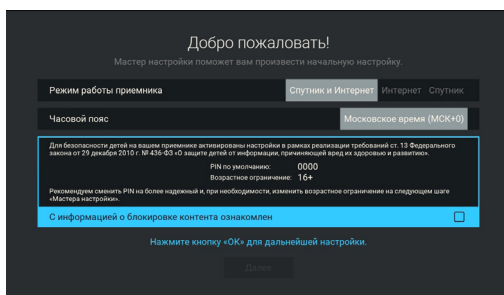 Добро пожаловать!
Мастер настройки поможет вам произвести начальную настройку.
Режим работы приемника Спутник и Интернет Интернет Спутник
Часовой пояс Московское время (МСК+0)
Для безопасности детей на вашем приемнике активированы настройки в рамках реализации требований ст. 13 Федерального
закона от 29 декабря 2010 г. № 436-ФЗ «О защите детей от информации, причиняющей вред их здоровью и развитию».
PIN по умолчанию: 0000
Возрастное ограничение: 16+
Рекомендуем сменить PIN на более надежный и, при необходимости, изменить возрастное ограничение на следующем шаге
«Мастера настройки».
С информацией о блокировке контента ознакомлен
Нажмите кнопку «ОК» для дальнейшей настройки.
Далее